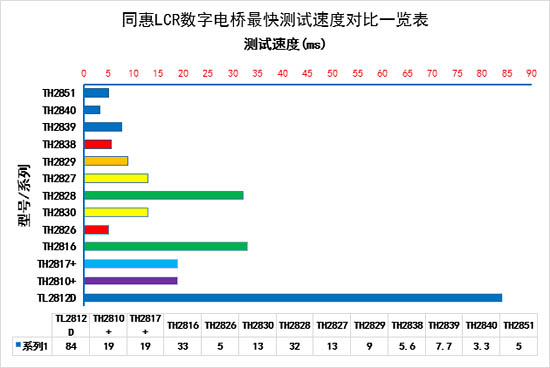 同惠LCR数字电桥最快测试速度对比一览表
测试速度(ms)
0 5 10 15 20 25 30 35 40 45 50 55 60 65 70 75 80 85 90
型号/系列
TH2851
TH2840
TH2839
TH2838
TH2829
TH2827
TH2828
TH2830
TH2826
TH2816
TH2817+
TH2810+
TL2812D
TL2812D TH2810+ TH2817+ TH2816 TH2826 TH2830 TH2828 TH2827 TH2829 TH2838 TH2839 TH2840 TH2851
系列1 84 19 19 33 5 13 32 13 9 5.6 7.7 3.3 5